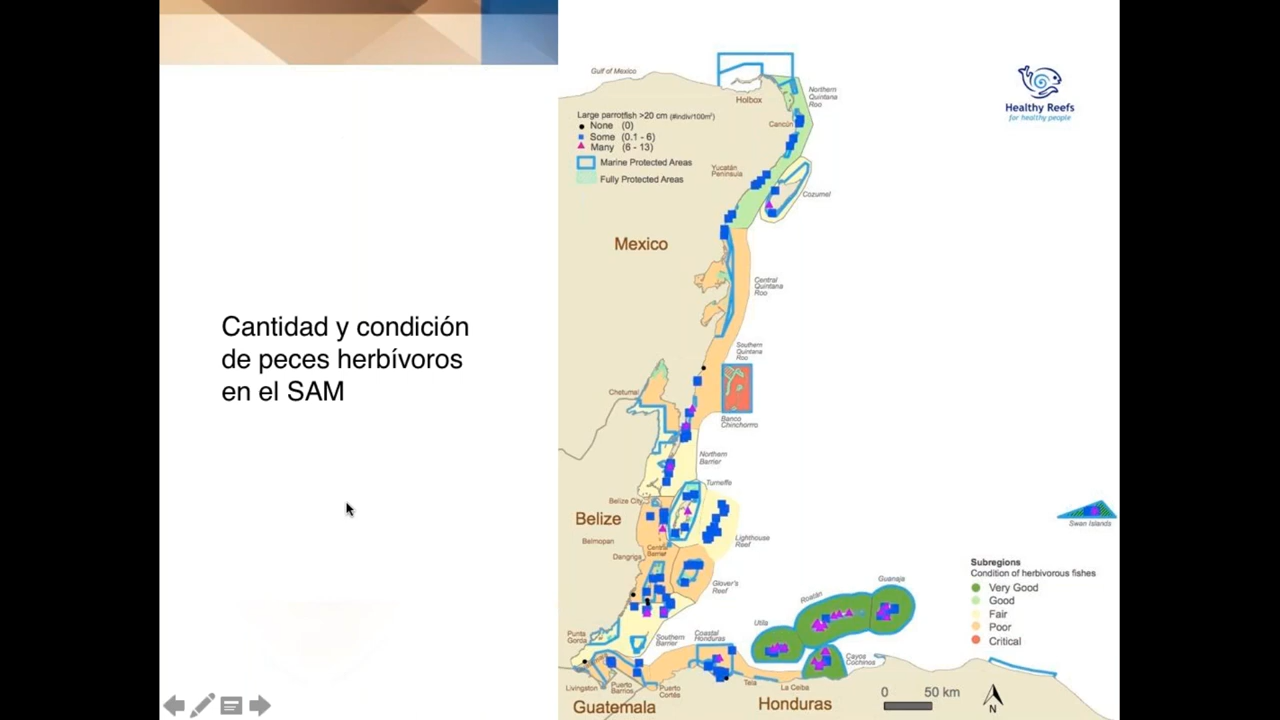 Cantidad y condición
de peces herbívoros
en el SAM
Gulf of Mexico
Holbox
Northern
Quintana
Roo
Healthy Reefs
for healthy people
Large parrotfish >20 cm (#indiv/100m²)
None (0)
Some (0.1 - 6)
Many (6 - 13)
Marine Protected Areas
Fully Protected Areas
Cancún
Yucatán
Peninsula
Cozumel
Mexico
Central
Quintana
Roo
Southern
Quintana
Roo
Chetumal
Banco
Chinchorro
Northern
Barrier
Turneffe
Belize City
Belize
Lighthouse
Reef
Belmopan
Central
Barrier
Dangriga
Glover's
Reef
Swan Islands
Subregions
Condition of herbivorous fishes
Very Good
Good
Fair
Poor
Critical
Guanaja
Roatán
Utila
Cayos
Cochinos
Punta
Gorda
Southern
Barrier
Coastal
Honduras
Livingston
Puerto
Barrios
Puerto
Cortés
Tela
La Ceiba
Guatemala
Honduras
0 50 km
N